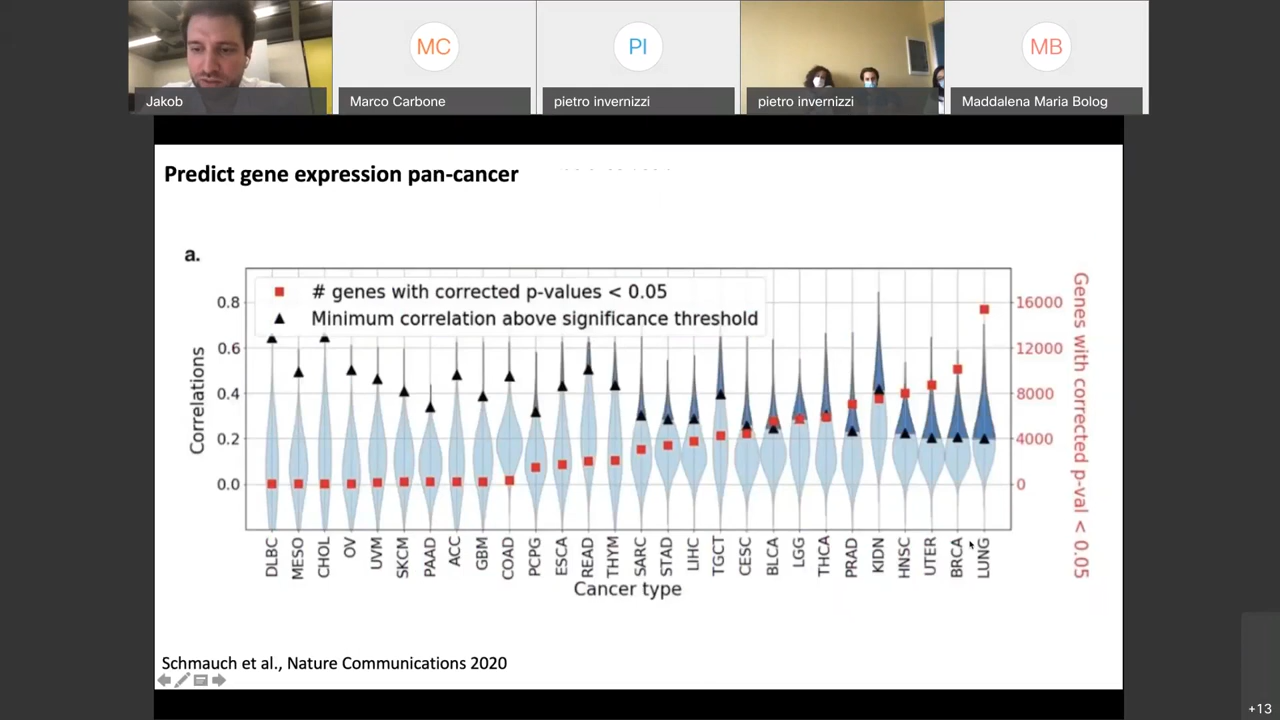 MC
PI
MB
Jakob
Marco Carbone
pietro invernizzi
pietro invernizzi
Maddalena Maria Bolog
Predict gene expression pan-cancer
a.
# genes with corrected p-values < 0.05
Minimum correlation above significance threshold
0.8
0.6
0.4
0.2
0.0
Correlations
16000
12000
8000
4000
0
Genes with corrected p-val < 0.05
DLBC
MESO
CHOL
OV
UVM
SKCM
PAAD
ACC
GBM
COAD
PCPG
ESCA
READ
THYM
SARC
STAD
LIHC
TGCT
CESC
BLCA
LGG
THCA
PRAD
KIDN
HNSC
UTER
BRCA
LUNG
Cancer type
Schmauch et al., Nature Communications 2020
+13